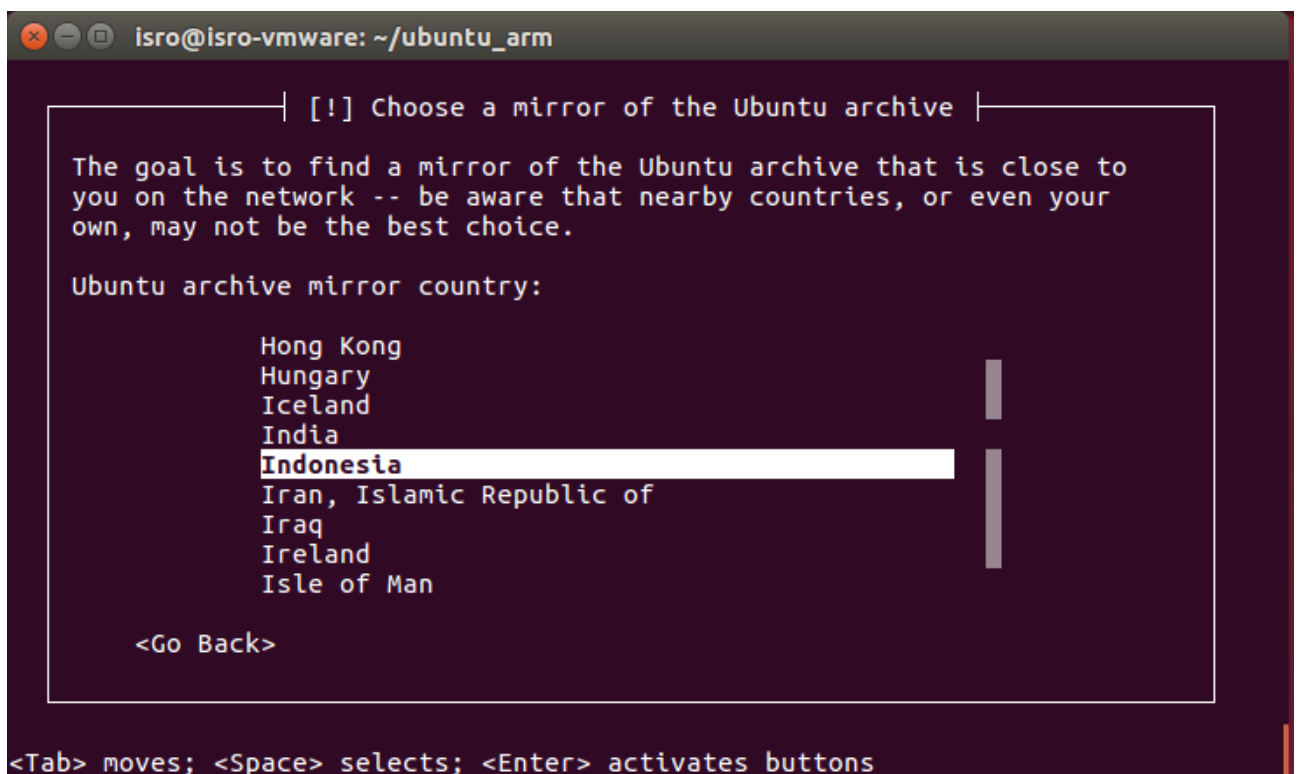 isro@isro-vmware: ~/ubuntu_arm
[!] Choose a mirror of the Ubuntu archive
The goal is to find a mirror of the Ubuntu archive that is close to
you on the network -- be aware that nearby countries, or even your
own, may not be the best choice.
Ubuntu archive mirror country:
Hong Kong
Hungary
Iceland
India
Indonesia
Iran, Islamic Republic of
Iraq
Ireland
Isle of Man
<Go Back>
<Tab> moves; <Space> selects; <Enter> activates buttons